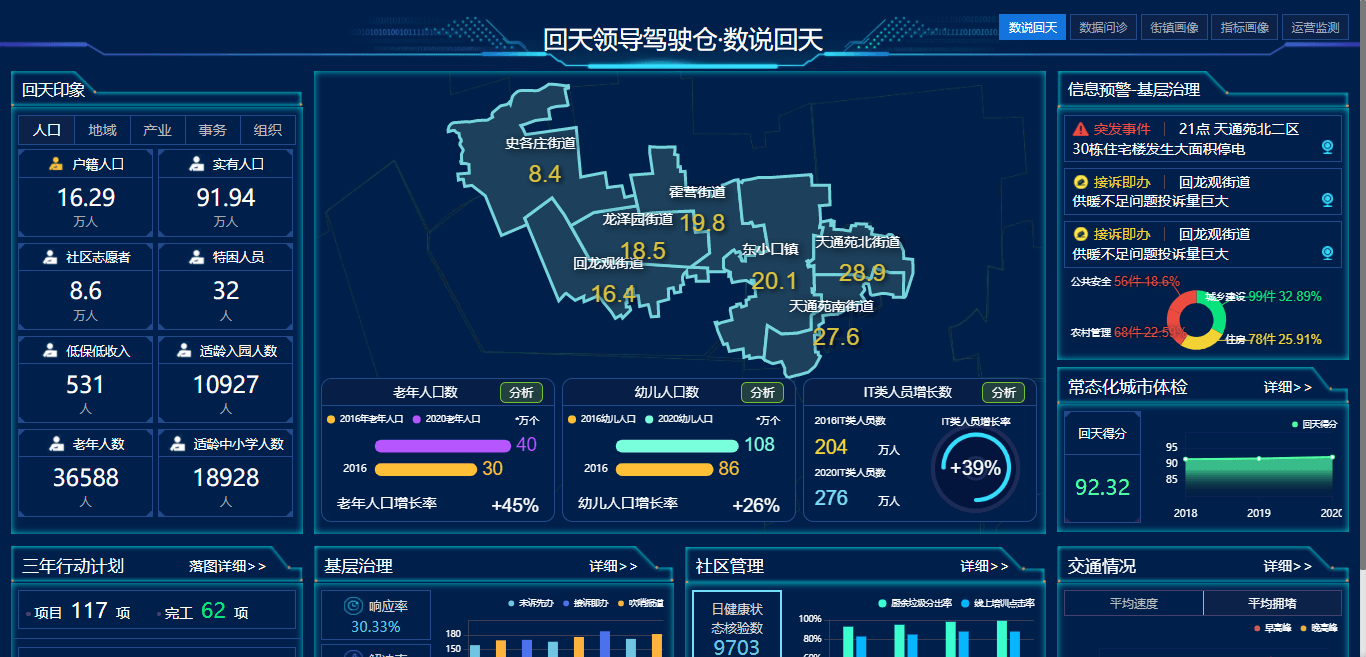 回天领导驾驶仓·数说回天
数说回天 数据问诊 街镇画像 指标画像 运营监测
回天印象
人口 地域 产业 事务 组织
户籍人口
16.29
万人
实有人口
91.94
万人
社区志愿者
8.6
万人
特困人员
32
人
低保低收入
531
人
适龄入园人数
10927
人
老年人数
36588
人
适龄中小学人数
18928
人
史各庄街道
8.4
霍营街道
19.8
龙泽园街道
18.5
回龙观街道
16.4
东小口镇
20.1
天通苑北街道
28.9
天通苑南街道
27.6
老年人口数 分析
2016年老年人口 2020老年人口 *万个
40
2016 30
老年人口增长率 +45%
幼儿人口数 分析
2016幼儿人口 2020幼儿人口 *万个
108
2016 86
幼儿人口增长率 +26%
IT类人员增长数 分析
2016IT类人员数
204 万人
2020IT类人员数
276 万人
IT类人员增长率
+39%
信息预警-基层治理
突发事件 21点 天通苑北二区
30栋住宅楼发生大面积停电
接诉即办 回龙观街道
供暖不足问题投诉量巨大
接诉即办 回龙观街道
供暖不足问题投诉量巨大
公共安全 56件 18.6%
城乡建设 99件 32.89%
农村管理 68件 22.59%
住房 78件 25.91%
常态化城市体检 详细>>
回天得分
92.32
回天得分
95
90
85
2018 2019 2020
三年行动计划 落图详细>>
项目 117 项 完工 62 项
基层治理 详细>>
响应率
30.33%
未诉先办 接诉即办 吹哨报道
180
150
社区管理 详细>>
日健康状
态核验数
9703
厨余垃圾分出率 线上培训点击率
100%
80%
60%
交通情况 详细>>
平均速度 平均拥堵
早高峰 晚高峰